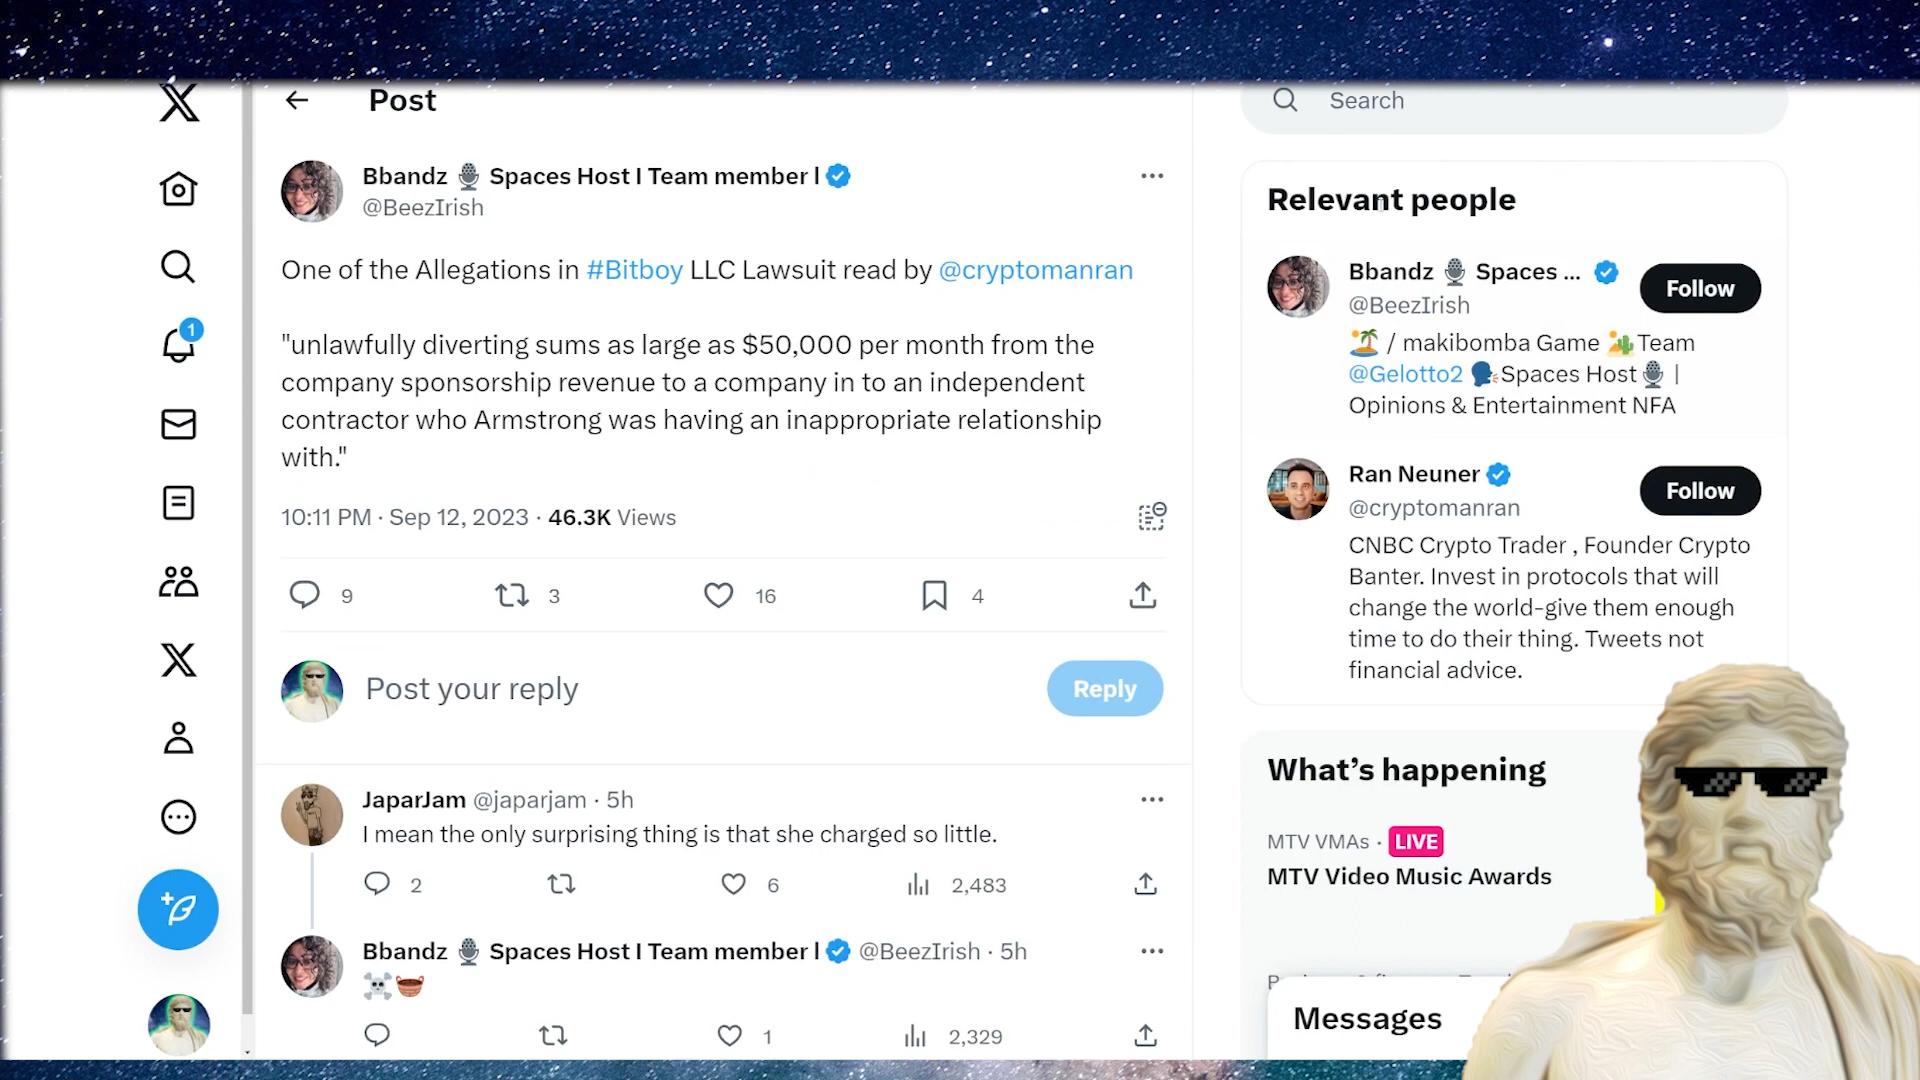 Post
Search
Bbandz 🎙 Spaces Host I Team member I
@BeezIrish
One of the Allegations in #Bitboy LLC Lawsuit read by @cryptomanran
"unlawfully diverting sums as large as $50,000 per month from the
company sponsorship revenue to a company in to an independent
contractor who Armstrong was having an inappropriate relationship
with."
10:11 PM · Sep 12, 2023 · 46.3K Views
9 3 16 4
Post your reply
Reply
JaparJam @japarjam · 5h
I mean the only surprising thing is that she charged so little.
2 6 2,483
Bbandz 🎙 Spaces Host I Team member I @BeezIrish · 5h
☠️🧺
1 2,329
1
Relevant people
Bbandz 🎙 Spaces ...
@BeezIrish
Follow
🏝 / makibomba Game 🏜Team
@Gelotto2 🗣Spaces Host🎙 |
Opinions & Entertainment NFA
Ran Neuner
@cryptomanran
Follow
CNBC Crypto Trader , Founder Crypto
Banter. Invest in protocols that will
change the world-give them enough
time to do their thing. Tweets not
financial advice.
What's happening
MTV VMAs · LIVE
MTV Video Music Awards
Messages